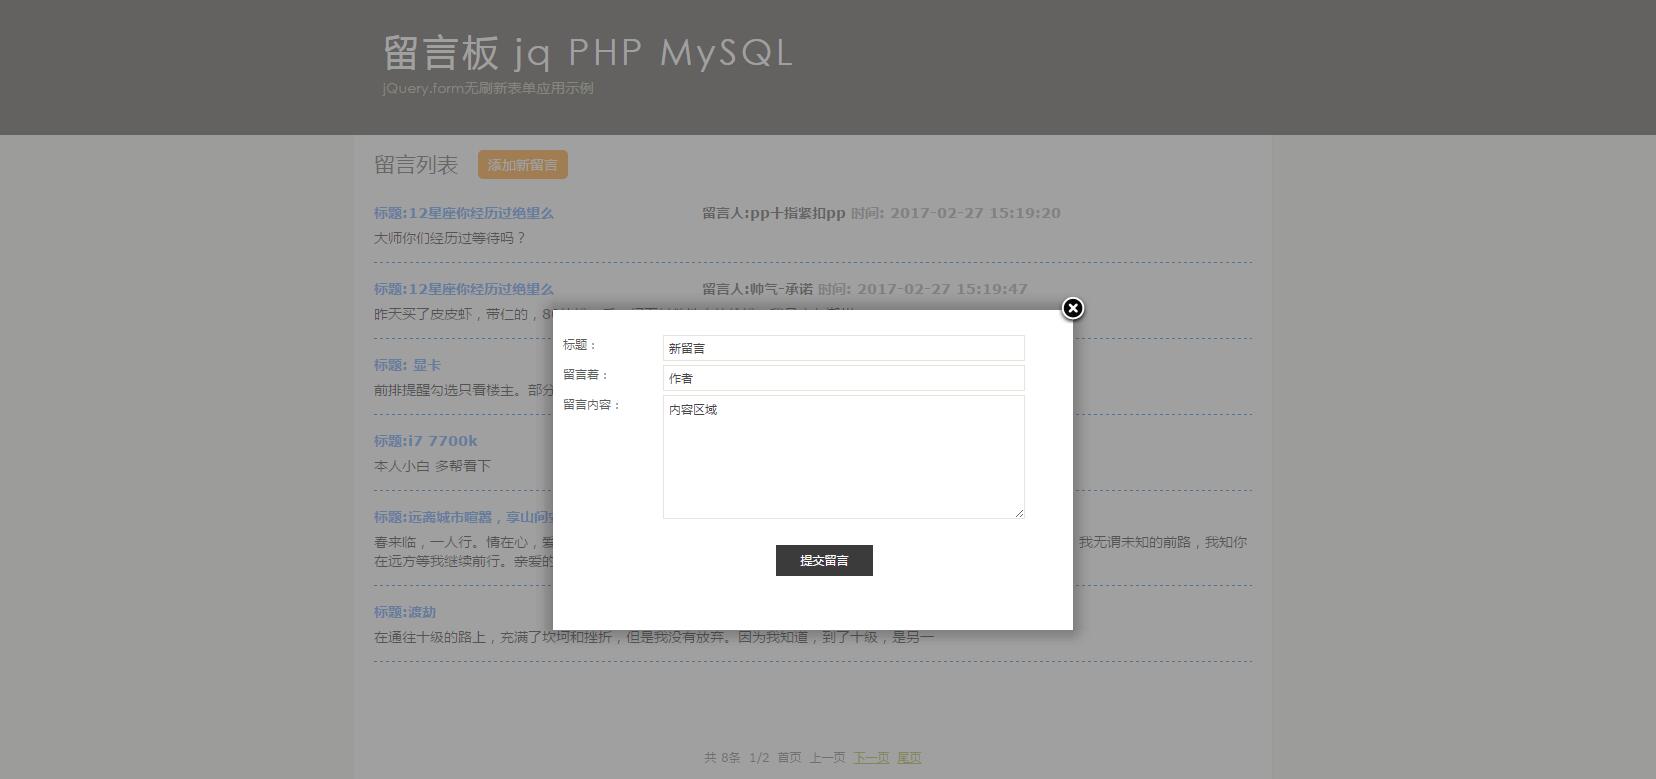 留言板 jq PHP MySQL
jQuery.form无刷新表单应用示例
留言列表 添加新留言
标题:12星座你经历过绝望么 留言人:pp十指紧扣pp 时间: 2017-02-27 15:19:20
大师你们经历过等待吗？
标题:12星座你经历过绝望么 留言人:帅气-承诺 时间: 2017-02-27 15:19:47
昨天买了皮皮虾，带仁的，80
标题: 显卡
前排提醒勾选只看楼主。部分
标题:i7 7700k
本人小白 多帮看下
标题:远离城市喧嚣，享山间
春来临，一人行。情在心，爱 我无谓未知的前路，我知你
在远方等我继续前行。亲爱的
标题:渡劫
在通往十级的路上，充满了坎坷和挫折，但是我没有放弃。因为我知道，到了十级，是另一
标题： 新留言
留言着： 作者
留言内容： 内容区域
提交留言
共 8条 1/2 首页 上一页 下一页 尾页